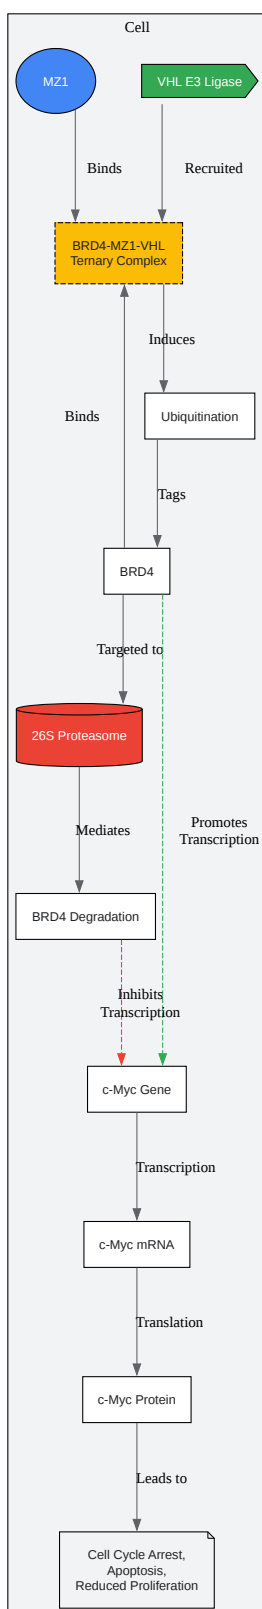 Cell
MZ1
VHL E3 Ligase
Binds
Recruited
BRD4-MZ1-VHL
Ternary Complex
Induces
Binds
Ubiquitination
Tags
BRD4
Targeted to
26S Proteasome
Mediates
Promotes
Transcription
BRD4 Degradation
Inhibits
Transcription
c-Myc Gene
Transcription
c-Myc mRNA
Translation
c-Myc Protein
Leads to
Cell Cycle Arrest,
Apoptosis,
Reduced Proliferation